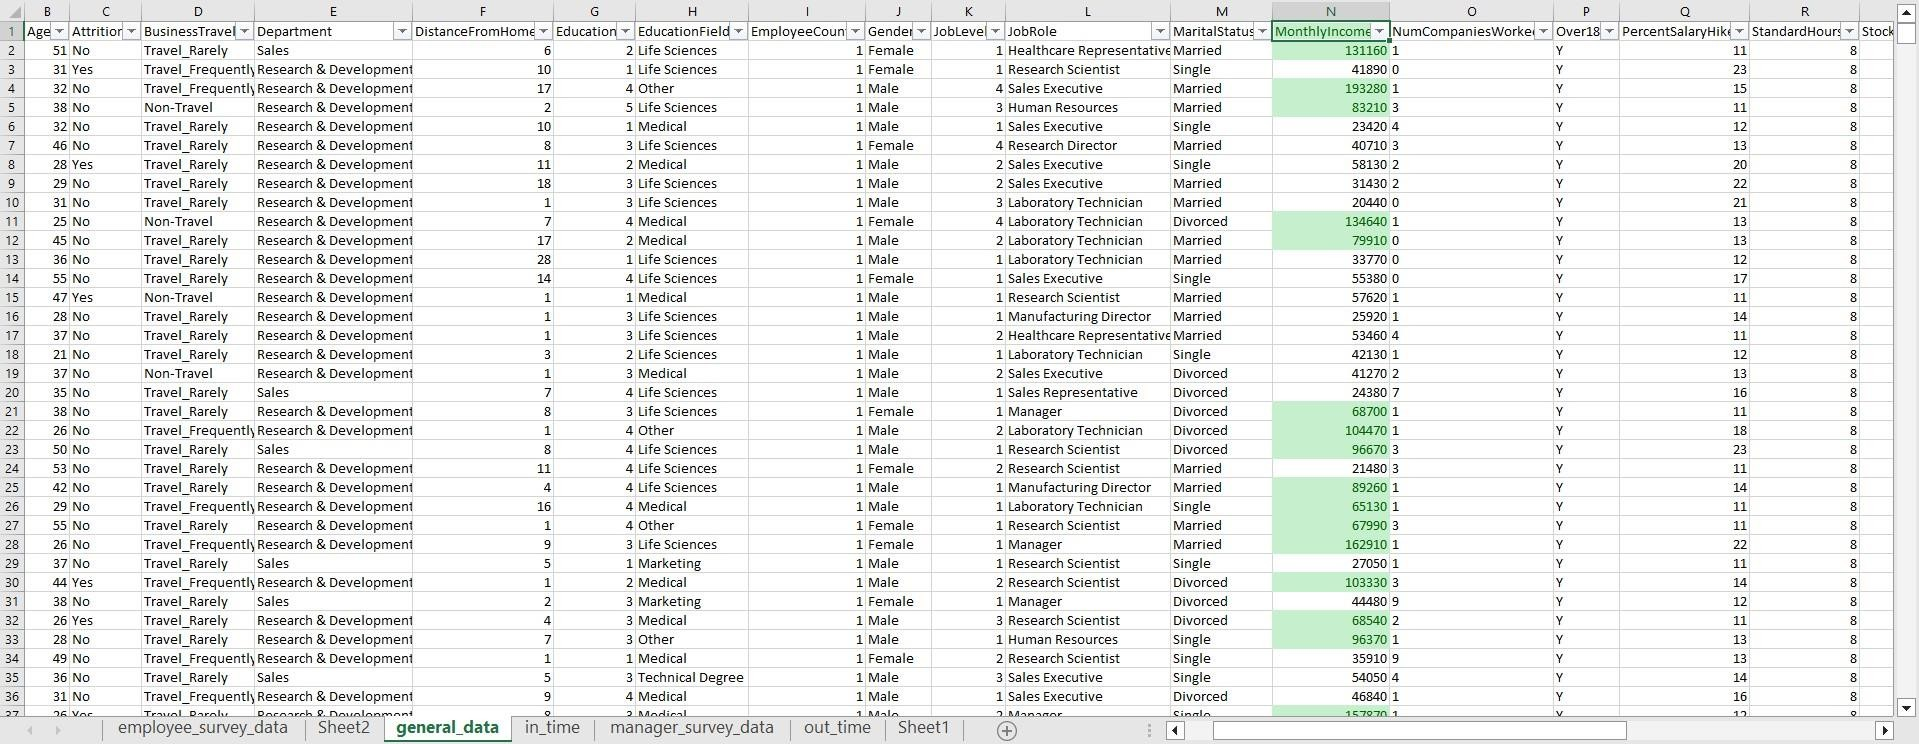 B C D E F G H I J K L M N O P Q R
1 Age Attrition BusinessTravel Department DistanceFromHome Education EducationField EmployeeCount Gender JobLevel JobRole MaritalStatus MonthlyIncome NumCompaniesWorked Over18 PercentSalaryHike StandardHours Stock
2 51 No Travel_Rarely Sales 6 2 Life Sciences 1 Female 1 Healthcare Representative Married 131160 1 Y 11 8
3 31 Yes Travel_Frequently Research & Development 10 1 Life Sciences 1 Female 1 Research Scientist Single 41890 0 Y 23 8
4 32 No Travel_Frequently Research & Development 17 4 Other 1 Male 4 Sales Executive Married 193280 1 Y 15 8
5 38 No Non-Travel Research & Development 2 5 Life Sciences 1 Male 3 Human Resources Married 83210 3 Y 11 8
6 32 No Travel_Rarely Research & Development 10 1 Medical 1 Male 1 Sales Executive Single 23420 4 Y 12 8
7 46 No Travel_Rarely Research & Development 8 3 Life Sciences 1 Female 4 Research Director Married 40710 3 Y 13 8
8 28 Yes Travel_Rarely Research & Development 11 2 Medical 1 Male 2 Sales Executive Single 58130 2 Y 20 8
9 29 No Travel_Rarely Research & Development 18 3 Life Sciences 1 Male 2 Sales Executive Married 31430 2 Y 22 8
10 31 No Travel_Rarely Research & Development 1 3 Life Sciences 1 Male 3 Laboratory Technician Married 20440 0 Y 21 8
11 25 No Non-Travel Research & Development 7 4 Medical 1 Female 4 Laboratory Technician Divorced 134640 1 Y 13 8
12 45 No Travel_Rarely Research & Development 17 2 Medical 1 Male 2 Laboratory Technician Married 79910 0 Y 13 8
13 36 No Travel_Rarely Research & Development 28 1 Life Sciences 1 Male 1 Laboratory Technician Married 33770 0 Y 12 8
14 55 No Travel_Rarely Research & Development 14 4 Life Sciences 1 Female 1 Sales Executive Single 55380 0 Y 17 8
15 47 Yes Non-Travel Research & Development 1 1 Medical 1 Male 1 Research Scientist Married 57620 1 Y 11 8
16 28 No Travel_Rarely Research & Development 1 3 Life Sciences 1 Male 1 Manufacturing Director Married 25920 1 Y 14 8
17 37 No Travel_Rarely Research & Development 1 3 Life Sciences 1 Male 2 Healthcare Representative Married 53460 4 Y 11 8
18 21 No Travel_Rarely Research & Development 3 2 Life Sciences 1 Male 1 Laboratory Technician Single 42130 1 Y 12 8
19 37 No Non-Travel Research & Development 1 3 Medical 1 Male 2 Sales Executive Divorced 41270 2 Y 13 8
20 35 No Travel_Rarely Sales 7 4 Life Sciences 1 Male 1 Sales Representative Divorced 24380 7 Y 16 8
21 38 No Travel_Rarely Research & Development 8 3 Life Sciences 1 Female 1 Manager Divorced 68700 1 Y 11 8
22 26 No Travel_Frequently Research & Development 1 4 Other 1 Male 2 Laboratory Technician Divorced 104470 1 Y 18 8
23 50 No Travel_Rarely Sales 8 4 Life Sciences 1 Male 1 Research Scientist Divorced 96670 3 Y 23 8
24 53 No Travel_Rarely Research & Development 11 4 Life Sciences 1 Female 2 Research Scientist Married 21480 3 Y 11 8
25 42 No Travel_Rarely Research & Development 4 4 Life Sciences 1 Male 1 Manufacturing Director Married 89260 1 Y 14 8
26 29 No Travel_Frequently Research & Development 16 4 Medical 1 Male 1 Laboratory Technician Single 65130 1 Y 11 8
27 55 No Travel_Rarely Research & Development 1 4 Other 1 Female 1 Research Scientist Married 67990 3 Y 11 8
28 26 No Travel_Frequently Research & Development 9 3 Life Sciences 1 Female 1 Manager Married 162910 1 Y 22 8
29 37 No Travel_Rarely Sales 5 1 Marketing 1 Male 1 Research Scientist Single 27050 1 Y 11 8
30 44 Yes Travel_Frequently Research & Development 1 2 Medical 1 Male 2 Research Scientist Divorced 103330 3 Y 14 8
31 38 No Travel_Rarely Sales 2 3 Marketing 1 Female 1 Manager Divorced 44480 9 Y 12 8
32 26 Yes Travel_Rarely Research & Development 4 3 Medical 1 Male 3 Research Scientist Divorced 68540 2 Y 11 8
33 28 No Travel_Rarely Research & Development 7 3 Other 1 Male 1 Human Resources Single 96370 1 Y 13 8
34 49 No Travel_Frequently Research & Development 1 1 Medical 1 Female 2 Research Scientist Single 35910 9 Y 13 8
35 36 No Travel_Rarely Sales 5 3 Technical Degree 1 Male 3 Sales Executive Single 54050 4 Y 14 8
36 31 No Travel_Frequently Research & Development 9 4 Medical 1 Male 1 Sales Executive Divorced 46840 1 Y 16 8
37 26 Yes Travel_Rarely Research & Development 8 3 Medical 1 Male 2 Manager Single 157870 1 Y 12 8
employee_survey_data Sheet2 general_data in_time manager_survey_data out_time Sheet1